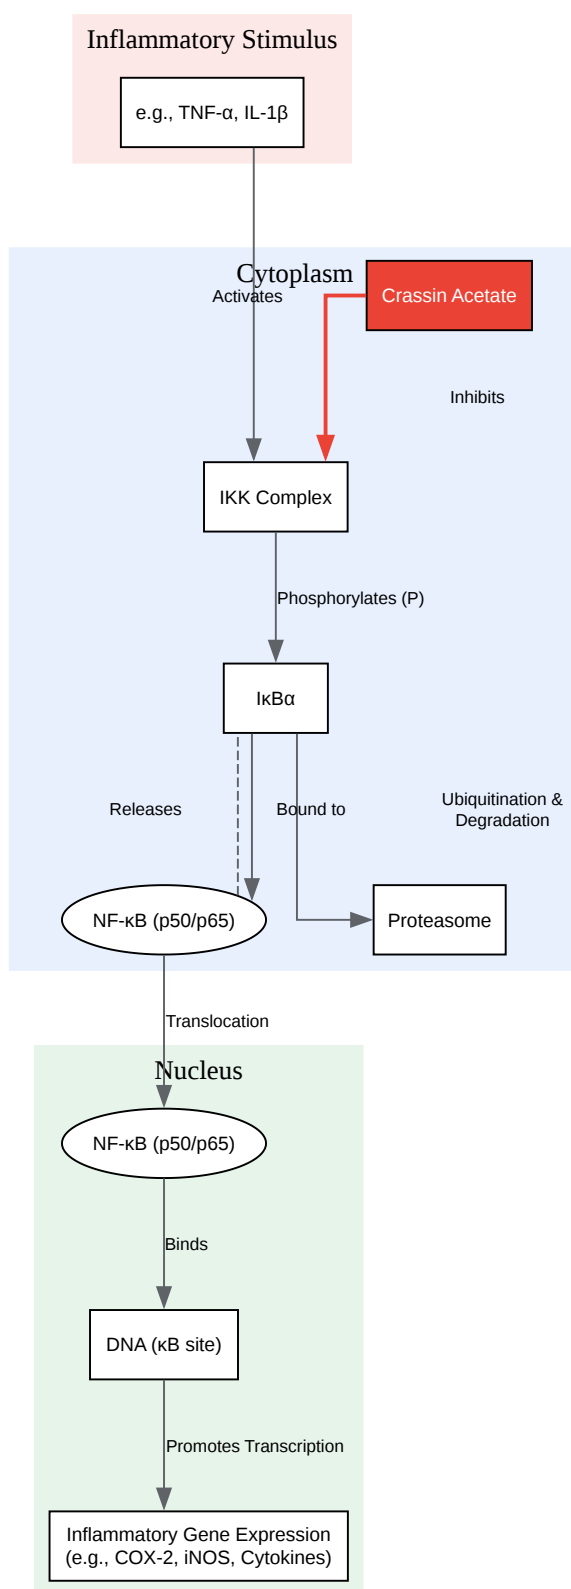 Inflammatory Stimulus
e.g., TNF-α, IL-1β
Cytoplasm
Crassin Acetate
Activates
Inhibits
IKK Complex
Phosphorylates (P)
IκBα
Releases
Bound to
Ubiquitination &
Degradation
NF-κB (p50/p65)
Proteasome
Translocation
Nucleus
NF-κB (p50/p65)
Binds
DNA (κB site)
Promotes Transcription
Inflammatory Gene Expression
(e.g., COX-2, iNOS, Cytokines)